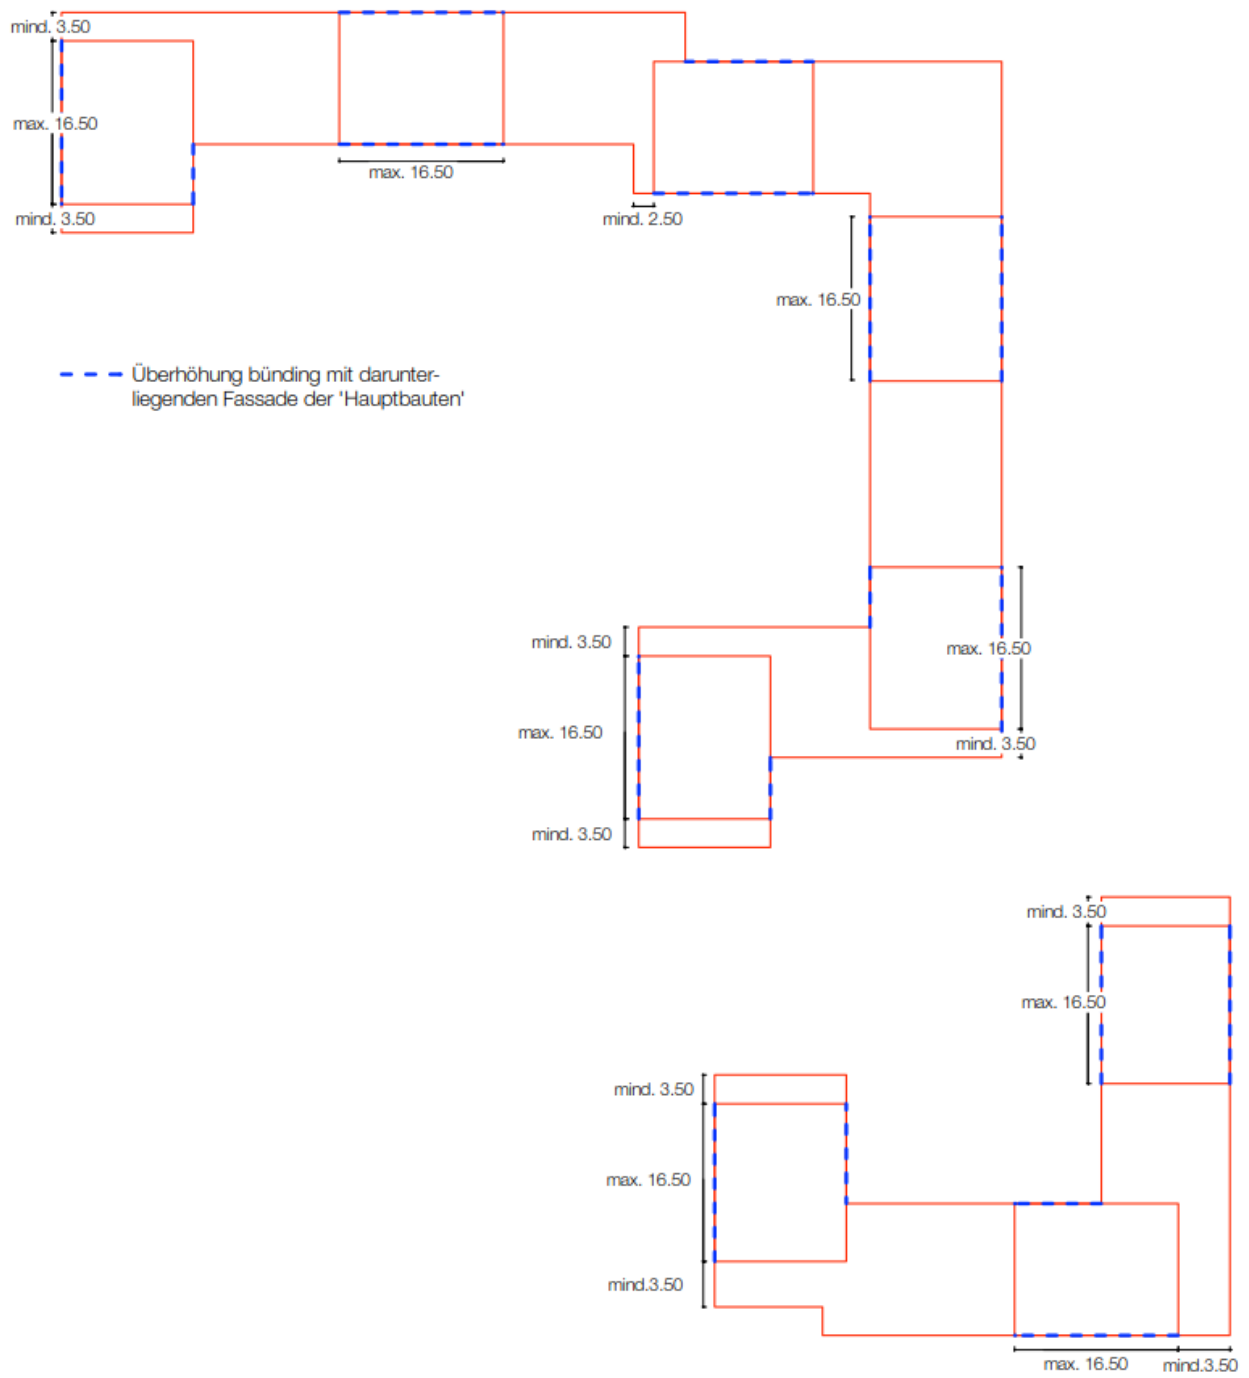 mind. 3.50
max. 16.50
max. 16.50
mind. 3.50
mind. 2.50
max. 16.50
Überhöhung bünding mit darunter-
liegenden Fassade der 'Hauptbauten'
mind. 3.50
max. 16.50
max. 16.50
mind. 3.50
mind. 3.50
mind. 3.50
max. 16.50
mind. 3.50
max. 16.50
mind.3.50
max. 16.50
mind.3.50